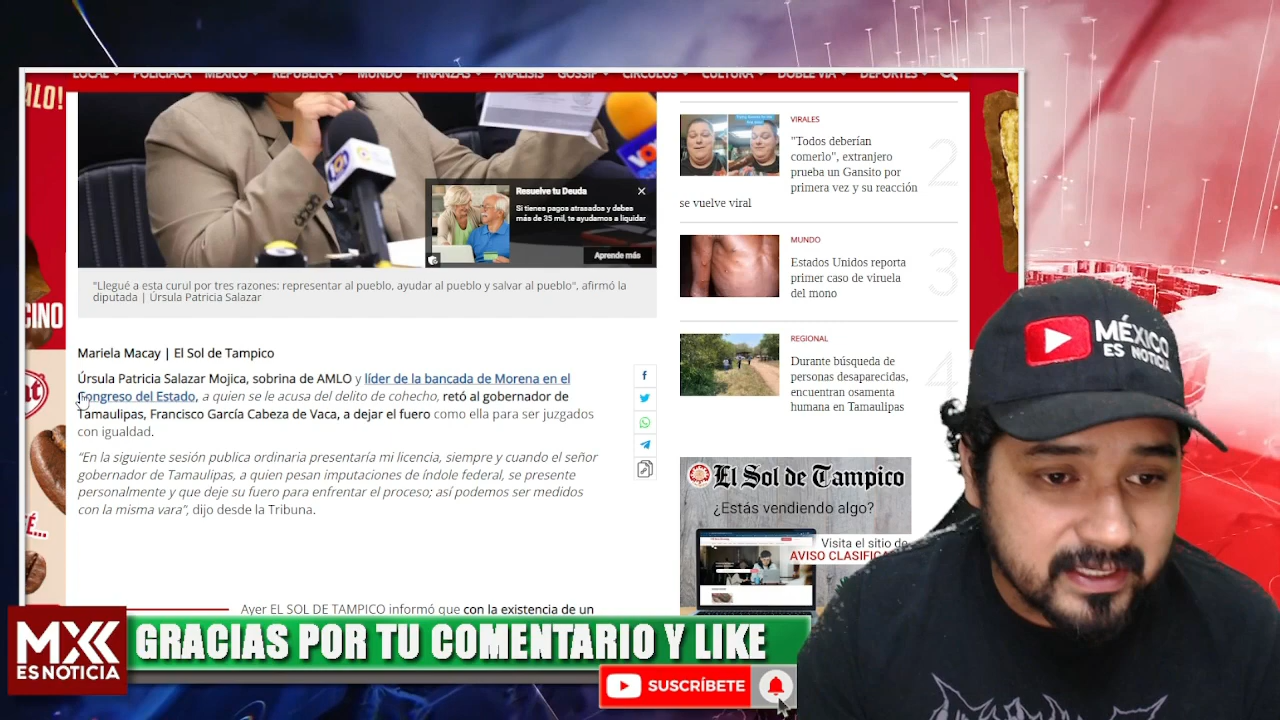 LOCAL POLICIACA MÉXICO REPÚBLICA MUNDO FINANZAS ANÁLISIS GOSSIP CÍRCULOS CULTURA DOBLE VÍA DEPORTES
ALO!
CINO
Resuelve tu Deuda
Si tienes pagos atrasados y debes
más de 35 mil, te ayudamos a liquidar
Aprende más
"Llegué a esta curul por tres razones: representar al pueblo, ayudar al pueblo y salvar al pueblo", afirmó la
diputada | Úrsula Patricia Salazar
Mariela Macay | El Sol de Tampico
Úrsula Patricia Salazar Mojica, sobrina de AMLO y líder de la bancada de Morena en el
Congreso del Estado, a quien se le acusa del delito de cohecho, retó al gobernador de
Tamaulipas, Francisco García Cabeza de Vaca, a dejar el fuero como ella para ser juzgados
con igualdad.
“En la siguiente sesión publica ordinaria presentaría mi licencia, siempre y cuando el señor
gobernador de Tamaulipas, a quien pesan imputaciones de índole federal, se presente
personalmente y que deje su fuero para enfrentar el proceso; así podemos ser medidos
con la misma vara”, dijo desde la Tribuna.
Ayer EL SOL DE TAMPICO informó que con la existencia de un
VIRALES
"Todos deberían
comerlo", extranjero
prueba un Gansito por
primera vez y su reacción
se vuelve viral
2
MUNDO
Estados Unidos reporta
primer caso de viruela
del mono
3
REGIONAL
Durante búsqueda de
personas desaparecidas,
encuentran osamenta
humana en Tamaulipas
4
El Sol de Tampico
¿Estás vendiendo algo?
Visita el sitio de
AVISO CLASIFICA
MÉXICO
ES NOTICIA
MX
ES NOTICIA
GRACIAS POR TU COMENTARIO Y LIKE
SUSCRÍBETE